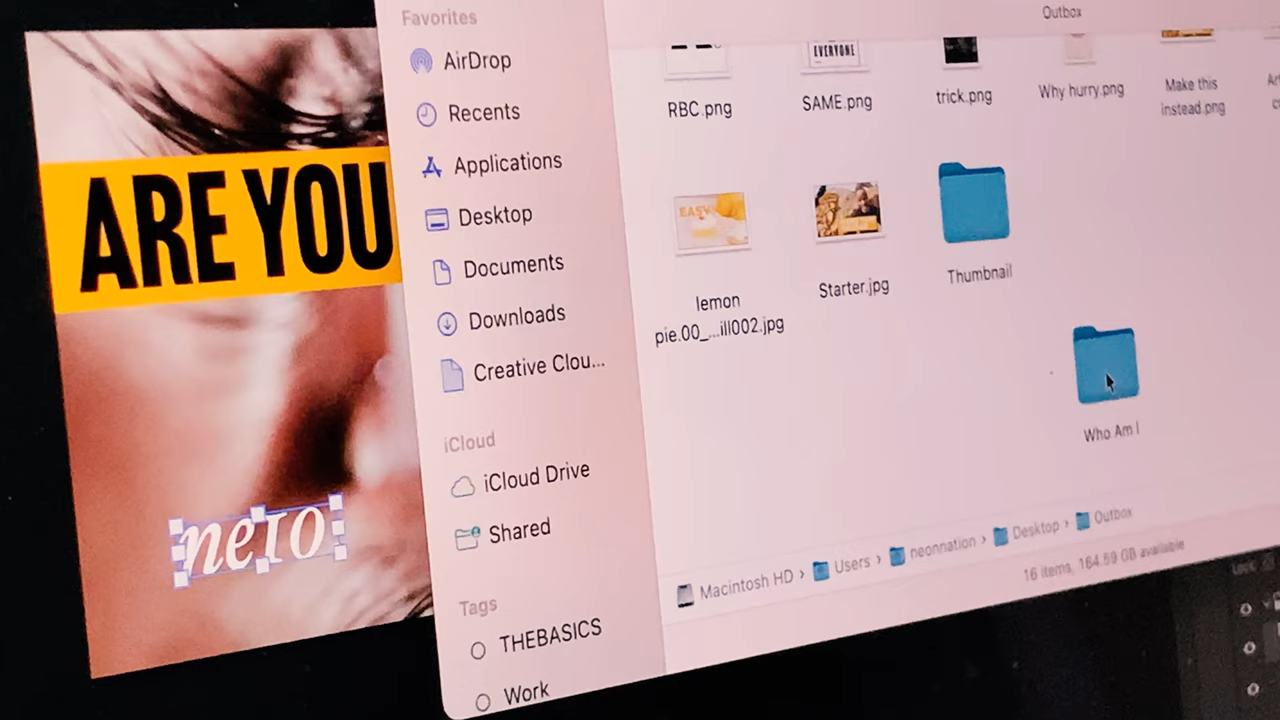 ARE YOU
neto
Favorites
AirDrop
Recents
Applications
Desktop
Documents
Downloads
Creative Clou...
iCloud
iCloud Drive
Shared
Tags
THEBASICS
Work
Outbox
EVERYONE
RBC.png
SAME.png
trick.png
Why hurry.png
Make this
instead.png
EASY
lemon
pie.00_...ill002.jpg
Starter.jpg
Thumbnail
Who Am I
Macintosh HD › Users › neonnation › Desktop › Outbox
16 items, 164.59 GB available